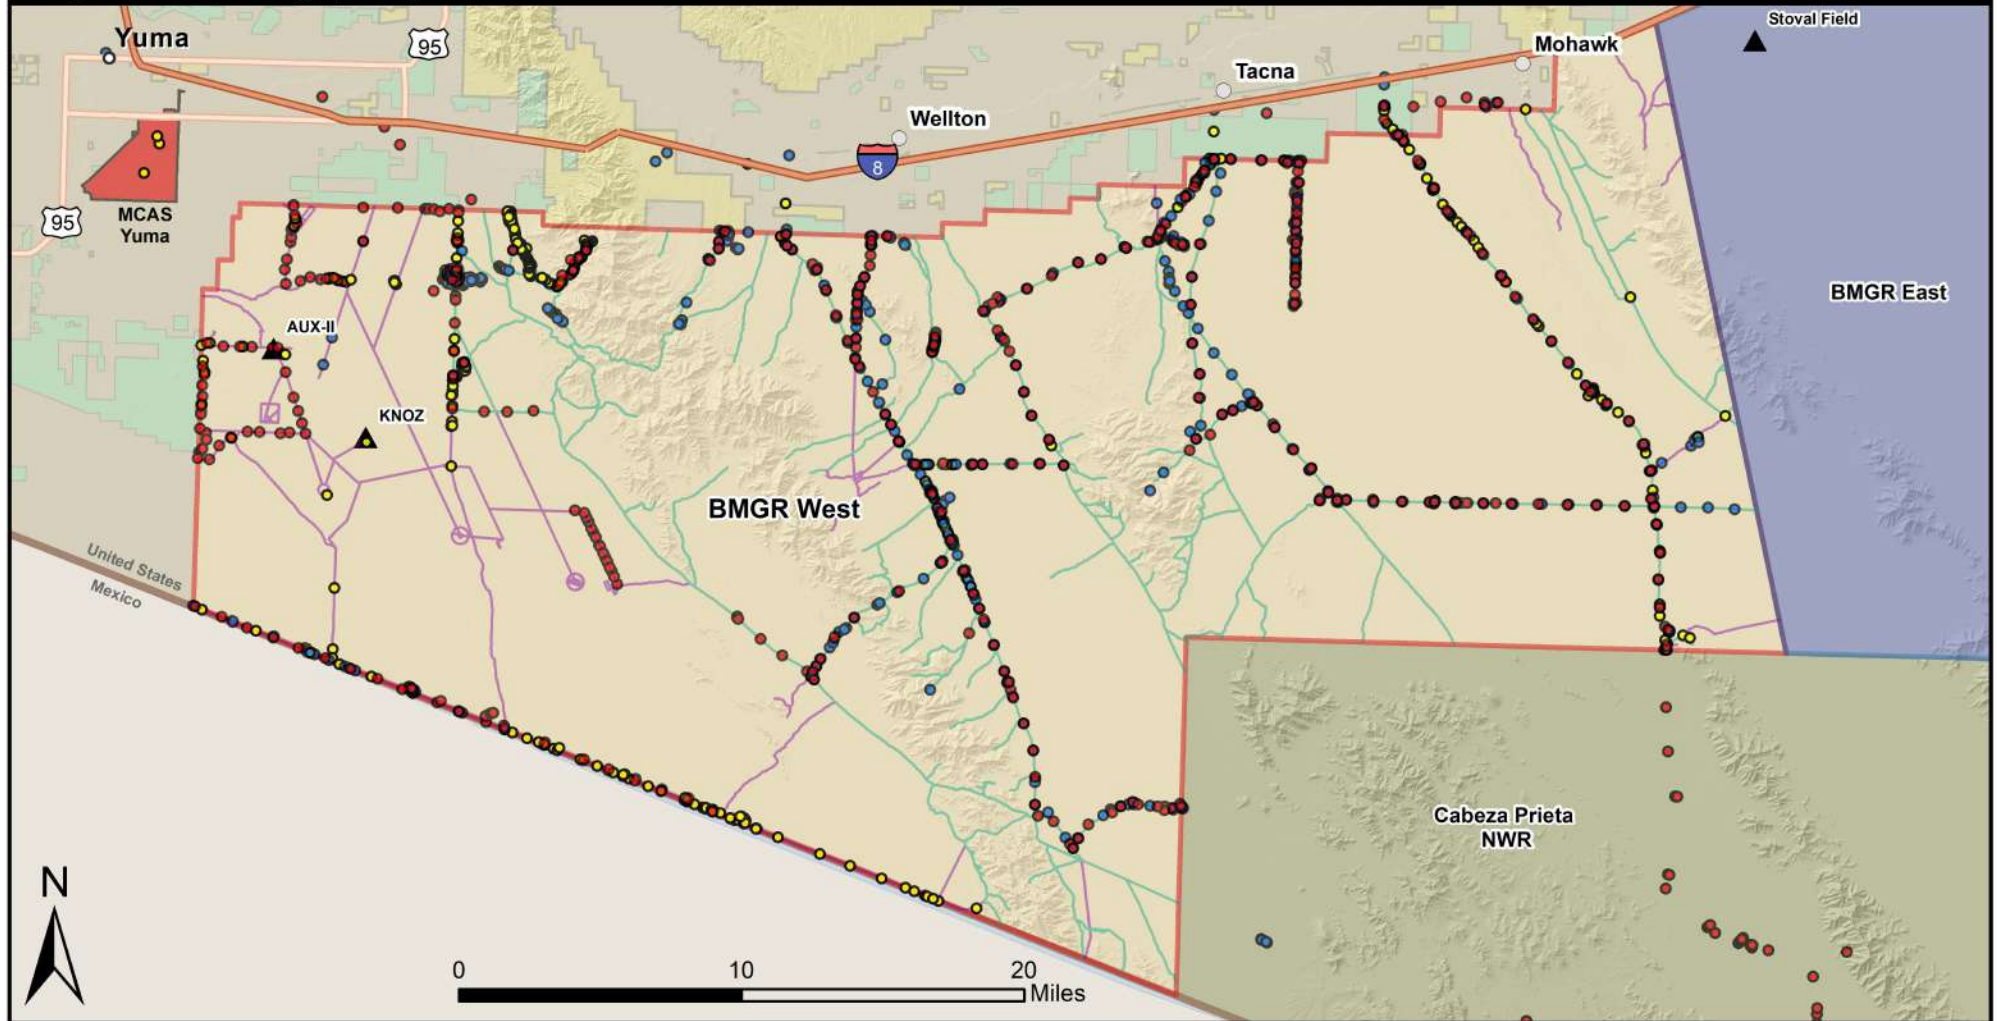 Stoval Field
Yuma
95
Mohawk
Tacna
Wellton
8
95
MCAS
Yuma
BMGR East
AUX-II
KNOZ
BMGR West
United States
Mexico
Cabeza Prieta
NWR
N
0
10
20
Miles